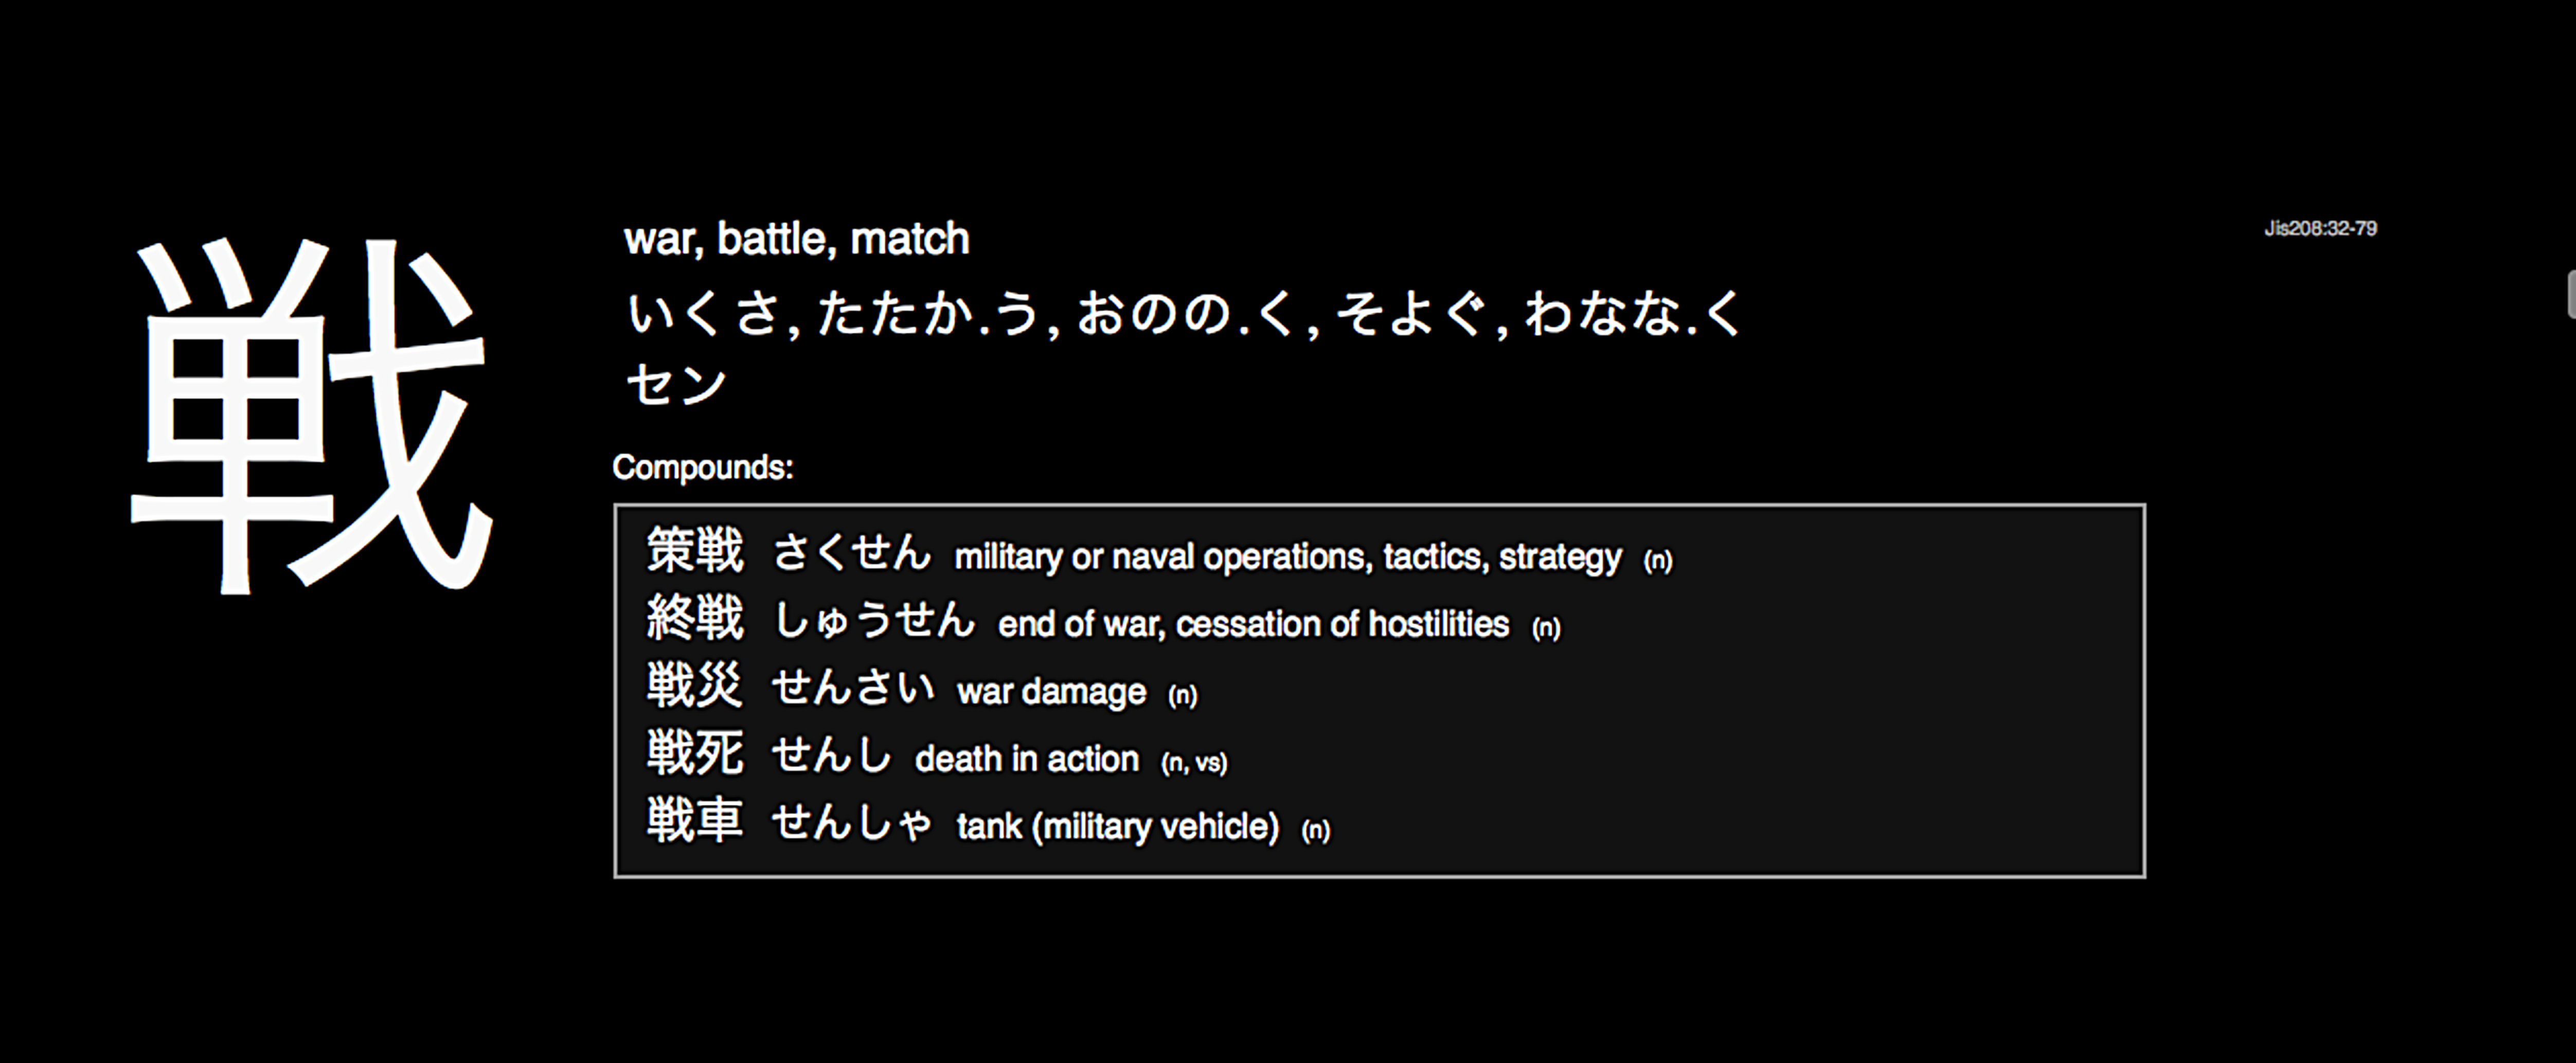 戦
war, battle, match
いくさ, たたか.う, おのの.く, そよぐ, わなな.く
セン
Jis208:32-79
Compounds:
策戦 さくせん military or naval operations, tactics, strategy (n)
終戦 しゅうせん end of war, cessation of hostilities (n)
戦災 せんさい war damage (n)
戦死 せんし death in action (n, vs)
戦車 せんしゃ tank (military vehicle) (n)